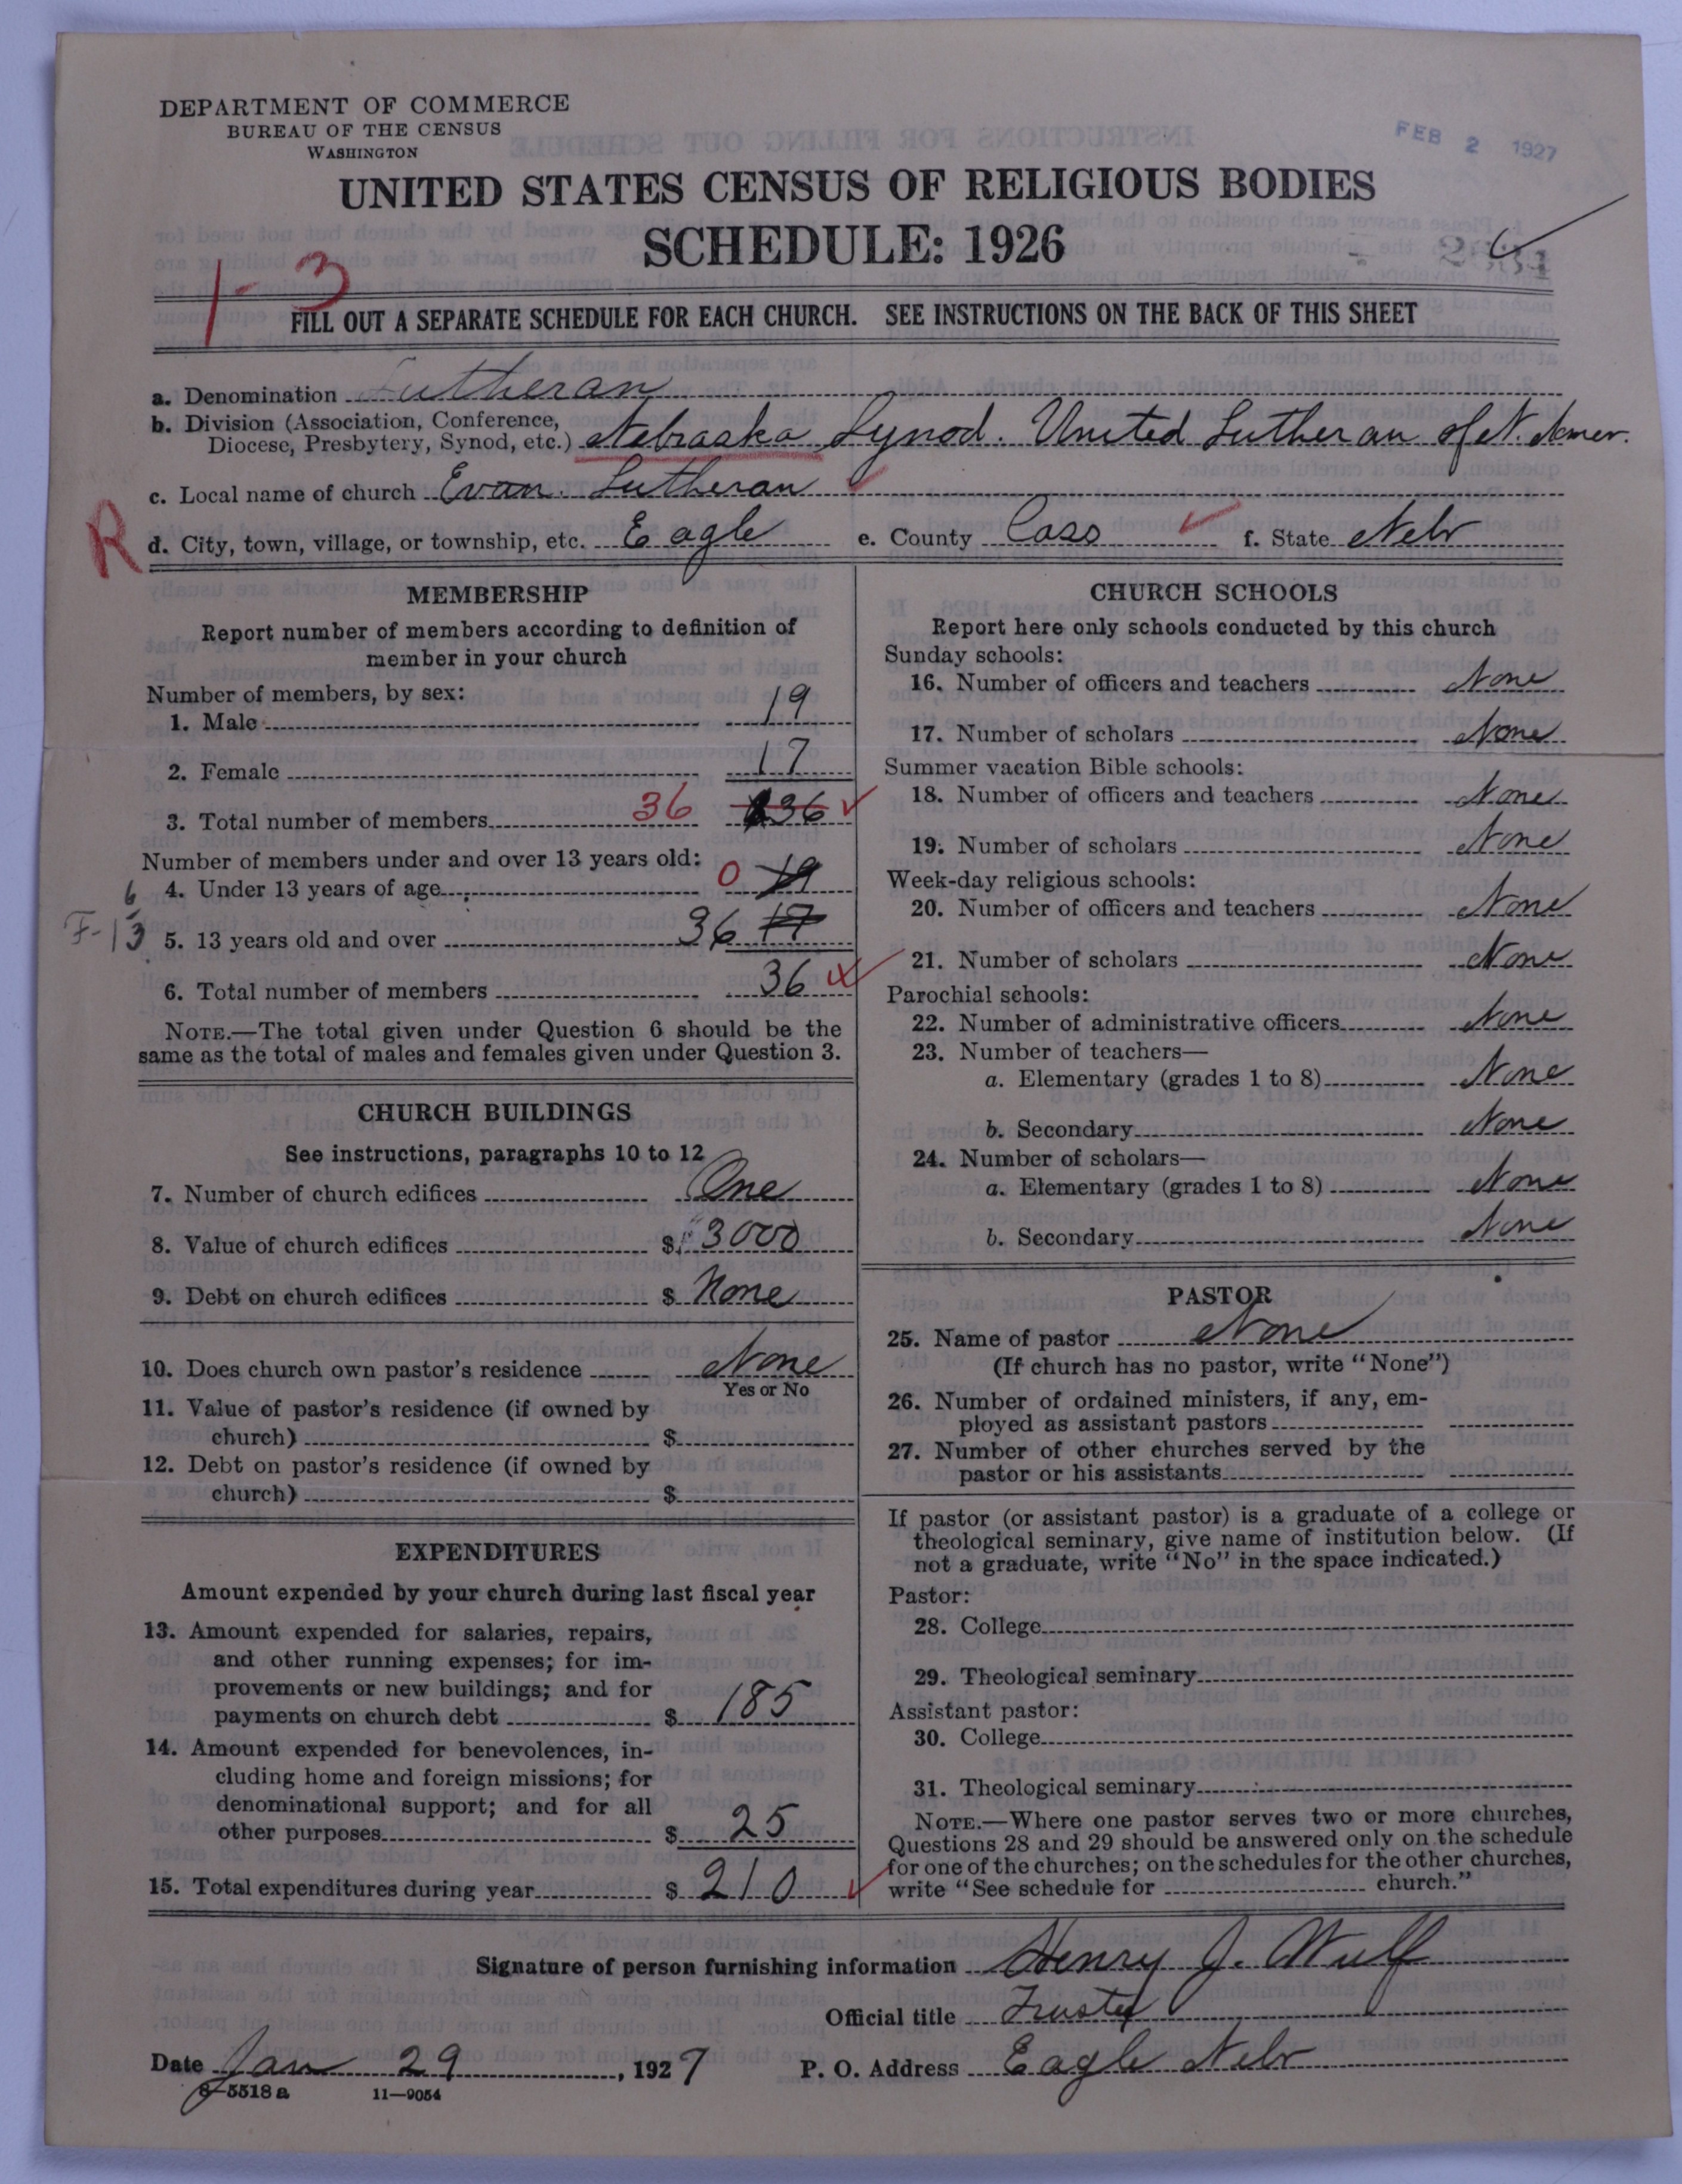 DEPARTMENT OF COMMERCE
BUREAU OF THE CENSUS
WASHINGTON
FEB 2 1927
UNITED STATES CENSUS OF RELIGIOUS BODIES
SCHEDULE: 1926
1-3
FILL OUT A SEPARATE SCHEDULE FOR EACH CHURCH. SEE INSTRUCTIONS ON THE BACK OF THIS SHEET
a. Denomination Lutheran
b. Division (Association, Conference,
Diocese, Presbytery, Synod, etc.) Nebraska Synod. United Lutheran of N. Amer.
c. Local name of church Evan. Lutheran
R
d. City, town, village, or township, etc. Eagle e. County Cass f. State Nebr
MEMBERSHIP
Report number of members according to definition of
member in your church
Number of members, by sex:
1. Male 19
2. Female 17
3. Total number of members 36 36
Number of members under and over 13 years old:
4. Under 13 years of age 0 19
F-13 5. 13 years old and over 36 17
6. Total number of members 36
NOTE.—The total given under Question 6 should be the
same as the total of males and females given under Question 3.
CHURCH BUILDINGS
See instructions, paragraphs 10 to 12
7. Number of church edifices One
8. Value of church edifices $ 3000
9. Debt on church edifices $ None
10. Does church own pastor's residence None
Yes or No
11. Value of pastor's residence (if owned by
church) $
12. Debt on pastor's residence (if owned by
church) $
EXPENDITURES
Amount expended by your church during last fiscal year
13. Amount expended for salaries, repairs,
and other running expenses; for im-
provements or new buildings; and for
payments on church debt $ 185
14. Amount expended for benevolences, in-
cluding home and foreign missions; for
denominational support; and for all
other purposes $ 25
15. Total expenditures during year $ 210
CHURCH SCHOOLS
Report here only schools conducted by this church
Sunday schools:
16. Number of officers and teachers None
17. Number of scholars None
Summer vacation Bible schools:
18. Number of officers and teachers None
19. Number of scholars None
Week-day religious schools:
20. Number of officers and teachers None
21. Number of scholars None
Parochial schools:
22. Number of administrative officers None
23. Number of teachers—
a. Elementary (grades 1 to 8) None
b. Secondary None
24. Number of scholars—
a. Elementary (grades 1 to 8) None
b. Secondary None
PASTOR
25. Name of pastor None
(If church has no pastor, write "None")
26. Number of ordained ministers, if any, em-
ployed as assistant pastors
27. Number of other churches served by the
pastor or his assistants
If pastor (or assistant pastor) is a graduate of a college or
theological seminary, give name of institution below. (If
not a graduate, write "No" in the space indicated.)
Pastor:
28. College
29. Theological seminary
Assistant pastor:
30. College
31. Theological seminary
NOTE.—Where one pastor serves two or more churches,
Questions 28 and 29 should be answered only on the schedule
for one of the churches; on the schedules for the other churches,
write "See schedule for church."
Signature of person furnishing information Henry J. Wulf
Official title Trustee
Date Jan 29, 1927 P. O. Address Eagle Nebr
8-5518 a 11-9054